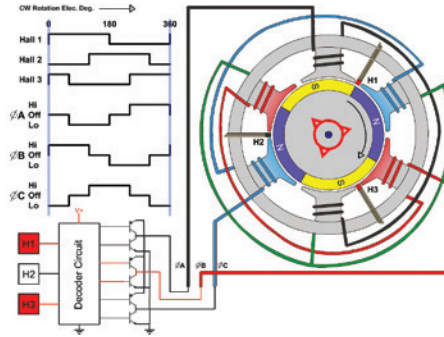 CW Rotation Elec. Deg.
0 180 360
Hall 1
Hall 2
Hall 3
Hi
ØA Off
Lo
Hi
ØB Off
Lo
Hi
ØC Off
Lo
V+
H1
H2
H3
Decoder Circuit
ØA
ØB
ØC
H1
H2
H3
S
N
S
N